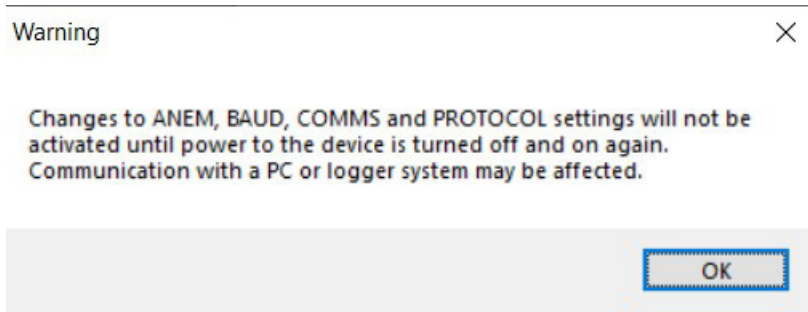 Warning
Changes to ANEM, BAUD, COMMS and PROTOCOL settings will not be
activated until power to the device is turned off and on again.
Communication with a PC or logger system may be affected.
OK